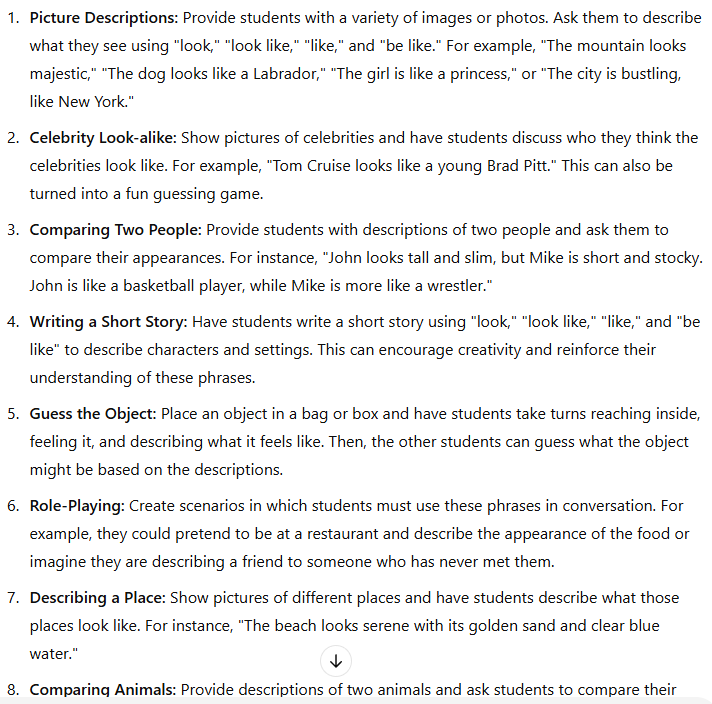 1. Picture Descriptions: Provide students with a variety of images or photos. Ask them to describe
what they see using "look," "look like," "like," and "be like." For example, "The mountain looks
majestic," "The dog looks like a Labrador," "The girl is like a princess," or "The city is bustling,
like New York."
2. Celebrity Look-alike: Show pictures of celebrities and have students discuss who they think the
celebrities look like. For example, "Tom Cruise looks like a young Brad Pitt." This can also be
turned into a fun guessing game.
3. Comparing Two People: Provide students with descriptions of two people and ask them to
compare their appearances. For instance, "John looks tall and slim, but Mike is short and stocky.
John is like a basketball player, while Mike is more like a wrestler."
4. Writing a Short Story: Have students write a short story using "look," "look like," "like," and "be
like" to describe characters and settings. This can encourage creativity and reinforce their
understanding of these phrases.
5. Guess the Object: Place an object in a bag or box and have students take turns reaching inside,
feeling it, and describing what it feels like. Then, the other students can guess what the object
might be based on the descriptions.
6. Role-Playing: Create scenarios in which students must use these phrases in conversation. For
example, they could pretend to be at a restaurant and describe the appearance of the food or
imagine they are describing a friend to someone who has never met them.
7. Describing a Place: Show pictures of different places and have students describe what those
places look like. For instance, "The beach looks serene with its golden sand and clear blue
water."
8. Comparing Animals: Provide descriptions of two animals and ask students to compare their